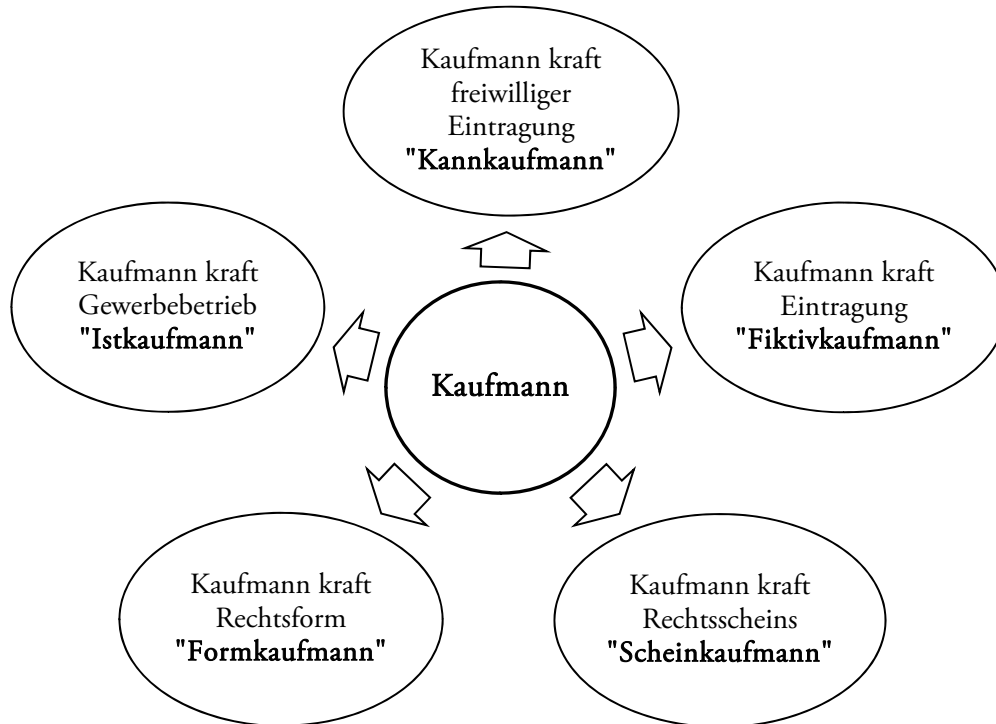 Kaufmann kraft
freiwilliger
Eintragung
"Kannkaufmann"
Kaufmann kraft
Gewerbebetrieb
"Istkaufmann"
Kaufmann kraft
Eintragung
"Fiktivkaufmann"
Kaufmann
Kaufmann kraft
Rechtsform
"Formkaufmann"
Kaufmann kraft
Rechtsscheins
"Scheinkaufmann"